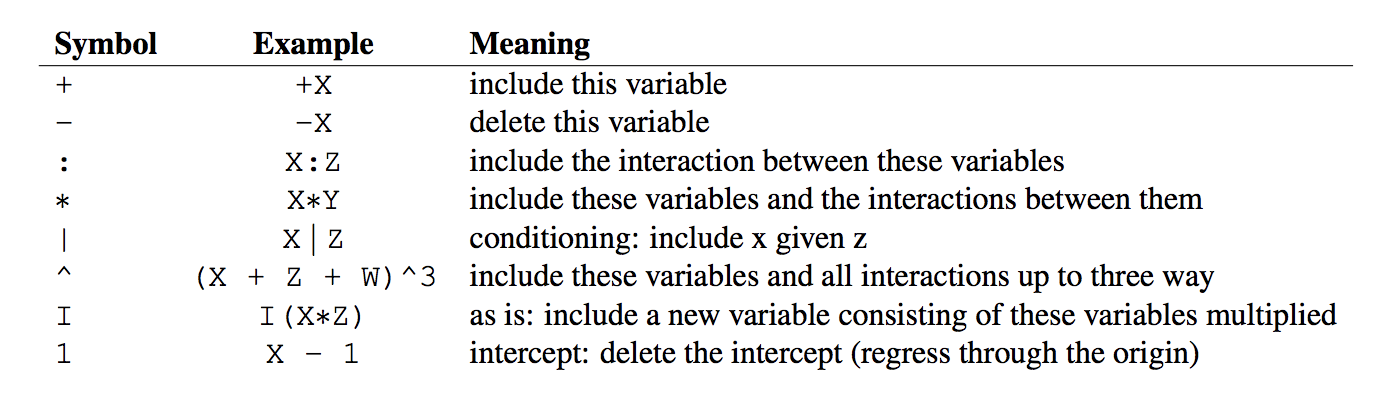 Symbol Example Meaning
+ +X include this variable
− −X delete this variable
: X:Z include the interaction between these variables
* X*Y include these variables and the interactions between them
| X|Z conditioning: include x given z
^ (X + Z + W)^3 include these variables and all interactions up to three way
I I(X*Z) as is: include a new variable consisting of these variables multiplied
1 X − 1 intercept: delete the intercept (regress through the origin)